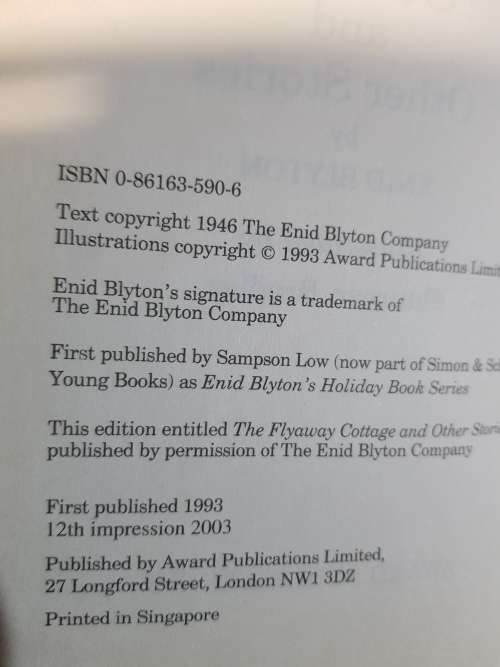 ISBN 0-86163-590-6
Text copyright 1946 The Enid Blyton Company
Illustrations copyright © 1993 Award Publications Limit
Enid Blyton's signature is a trademark of
The Enid Blyton Company
First published by Sampson Low (now part of Simon & Sc
Young Books) as Enid Blyton's Holiday Book Series
This edition entitled The Flyaway Cottage and Other Stori
published by permission of The Enid Blyton Company
First published 1993
12th impression 2003
Published by Award Publications Limited,
27 Longford Street, London NW1 3DZ
Printed in Singapore